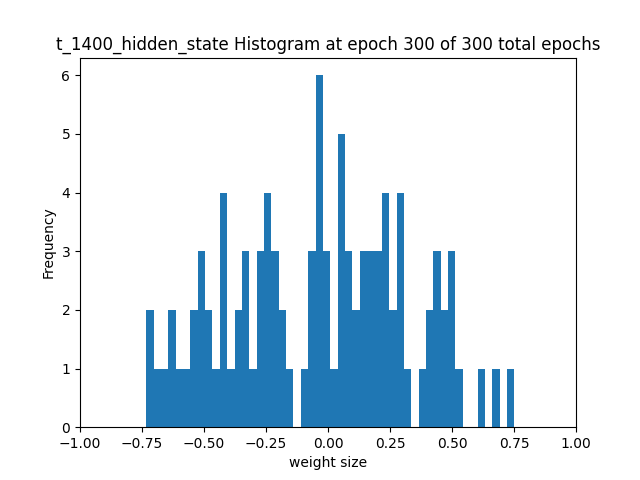 t_1400_hidden_state Histogram at epoch 300 of 300 total epochs
6
5
4
3
2
1
0
Frequency
−1.00 −0.75 −0.50 −0.25 0.00 0.25 0.50 0.75 1.00
weight size